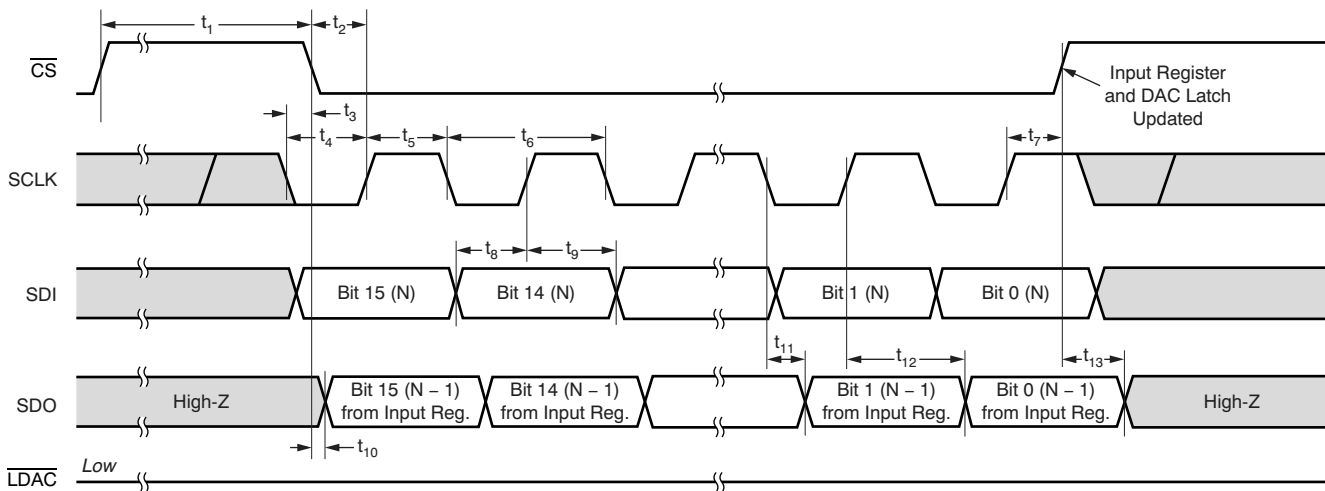 t1
t2
CS
Input Register
and DAC Latch
Updated
t3
t4
t5
t6
t7
SCLK
t8
t9
SDI
Bit 15 (N)
Bit 14 (N)
Bit 1 (N)
Bit 0 (N)
t11
t12
t13
SDO
High-Z
Bit 15 (N − 1)
from Input Reg.
Bit 14 (N − 1)
from Input Reg.
Bit 1 (N − 1)
from Input Reg.
Bit 0 (N − 1)
from Input Reg.
High-Z
t10
LDAC
Low